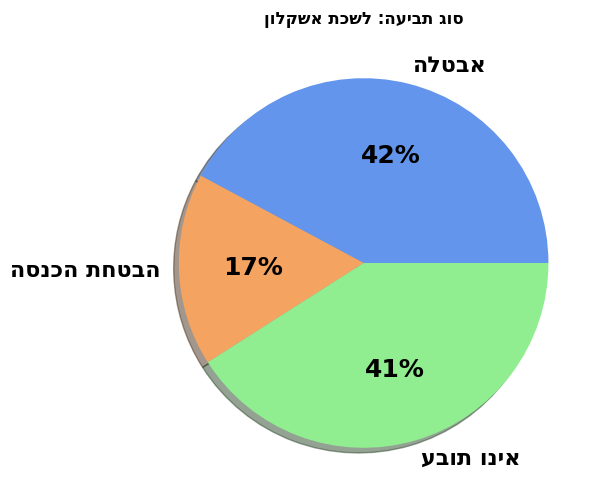 סוג תביעה: לשכת אשקלון
אבטלה
42%
הבטחת הכנסה
17%
41%
אינו תובע